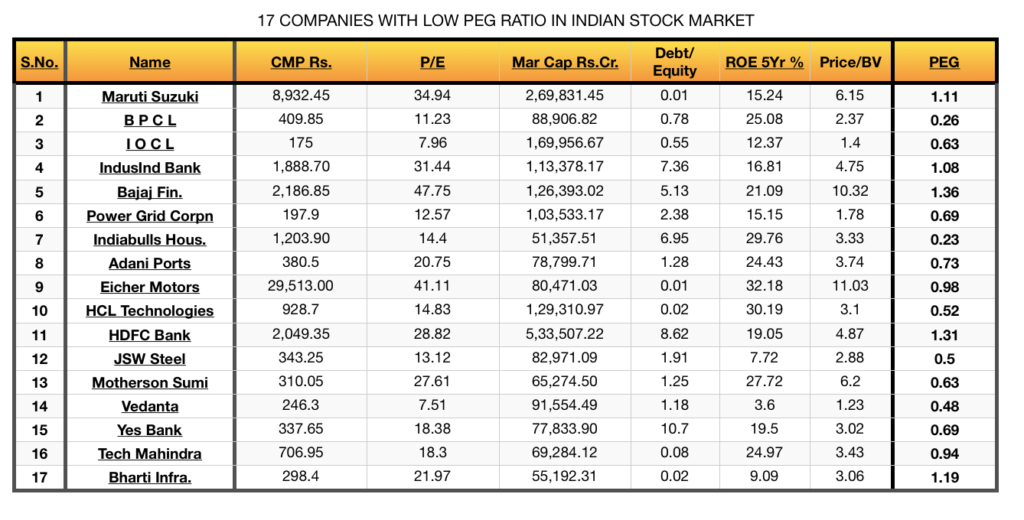 17 COMPANIES WITH LOW PEG RATIO IN INDIAN STOCK MARKET
S.No. Name CMP Rs. P/E Mar Cap Rs.Cr. Debt/ Equity ROE 5Yr % Price/BV PEG
1 Maruti Suzuki 8,932.45 34.94 2,69,831.45 0.01 15.24 6.15 1.11
2 B P C L 409.85 11.23 88,906.82 0.78 25.08 2.37 0.26
3 I O C L 175 7.96 1,69,956.67 0.55 12.37 1.4 0.63
4 IndusInd Bank 1,888.70 31.44 1,13,378.17 7.36 16.81 4.75 1.08
5 Bajaj Fin. 2,186.85 47.75 1,26,393.02 5.13 21.09 10.32 1.36
6 Power Grid Corpn 197.9 12.57 1,03,533.17 2.38 15.15 1.78 0.69
7 Indiabulls Hous. 1,203.90 14.4 51,357.51 6.95 29.76 3.33 0.23
8 Adani Ports 380.5 20.75 78,799.71 1.28 24.43 3.74 0.73
9 Eicher Motors 29,513.00 41.11 80,471.03 0.01 32.18 11.03 0.98
10 HCL Technologies 928.7 14.83 1,29,310.97 0.02 30.19 3.1 0.52
11 HDFC Bank 2,049.35 28.82 5,33,507.22 8.62 19.05 4.87 1.31
12 JSW Steel 343.25 13.12 82,971.09 1.91 7.72 2.88 0.5
13 Motherson Sumi 310.05 27.61 65,274.50 1.25 27.72 6.2 0.63
14 Vedanta 246.3 7.51 91,554.49 1.18 3.6 1.23 0.48
15 Yes Bank 337.65 18.38 77,833.90 10.7 19.5 3.02 0.69
16 Tech Mahindra 706.95 18.3 69,284.12 0.08 24.97 3.43 0.94
17 Bharti Infra. 298.4 21.97 55,192.31 0.02 9.09 3.06 1.19